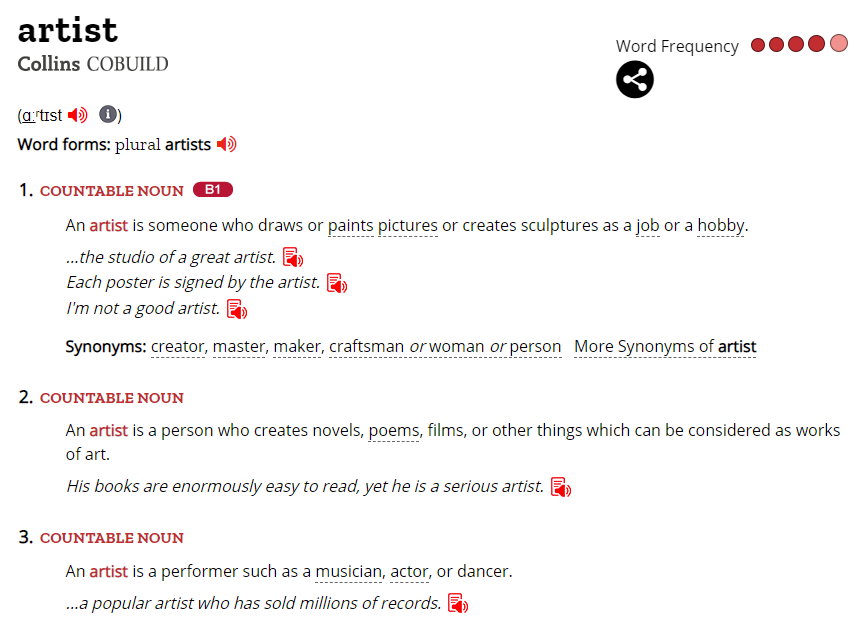 artist
Collins COBUILD
Word Frequency
(ɑːʳtɪst)
Word forms: plural artists
1. COUNTABLE NOUN B1
An artist is someone who draws or paints pictures or creates sculptures as a job or a hobby.
...the studio of a great artist.
Each poster is signed by the artist.
I'm not a good artist.
Synonyms: creator, master, maker, craftsman or woman or person More Synonyms of artist
2. COUNTABLE NOUN
An artist is a person who creates novels, poems, films, or other things which can be considered as works
of art.
His books are enormously easy to read, yet he is a serious artist.
3. COUNTABLE NOUN
An artist is a performer such as a musician, actor, or dancer.
...a popular artist who has sold millions of records.